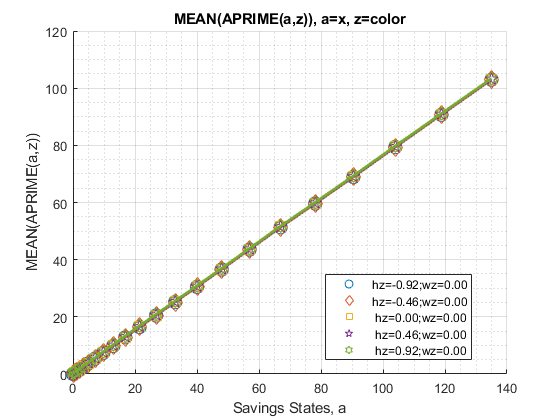 MEAN(APRIME(a,z)), a=x, z=color
MEAN(APRIME(a,z))
120
100
80
60
40
20
0
hz=-0.92;wz=0.00
hz=-0.46;wz=0.00
hz=0.00;wz=0.00
hz=0.46;wz=0.00
hz=0.92;wz=0.00
0 20 40 60 80 100 120 140
Savings States, a